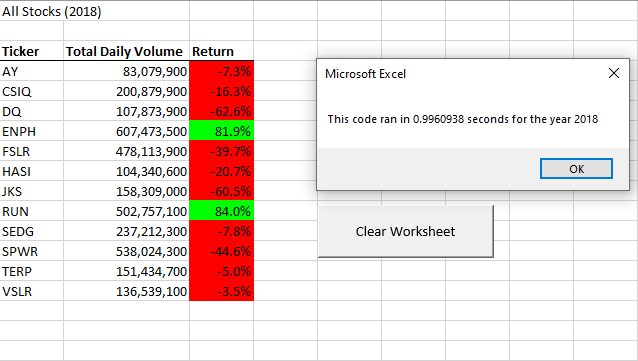 All Stocks (2018)
Ticker Total Daily Volume Return
AY 83,079,900 -7.3%
CSIQ 200,879,900 -16.3%
DQ 107,873,900 -62.6%
ENPH 607,473,500 81.9%
FSLR 478,113,900 -39.7%
HASI 104,340,600 -20.7%
JKS 158,309,000 -60.5%
RUN 502,757,100 84.0%
SEDG 237,212,300 -7.8%
SPWR 538,024,300 -44.6%
TERP 151,434,700 -5.0%
VSLR 136,539,100 -3.5%
Microsoft Excel
This code ran in 0.9960938 seconds for the year 2018
OK
Clear Worksheet